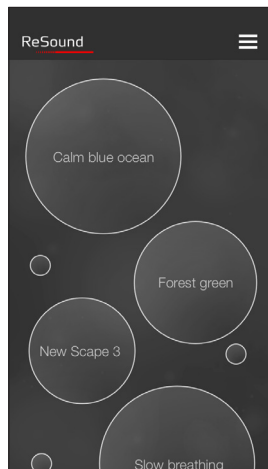 ReSound
Calm blue ocean
Forest green
New Scape 3
Slow breathing